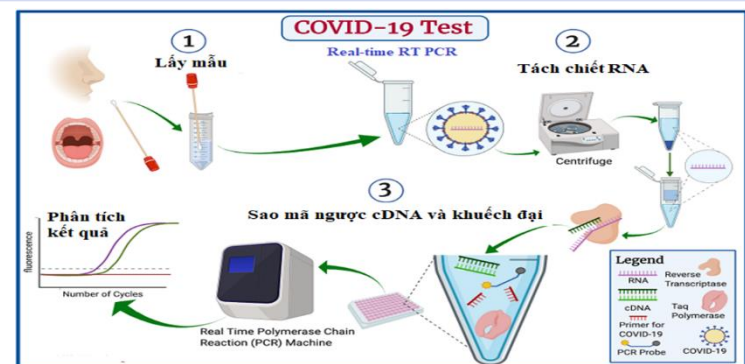 COVID-19 Test
Real-time RT PCR
1
Lấy mẫu
2
Tách chiết RNA
Centrifuge
3
Sao mã ngược cDNA và khuếch đại
Phân tích
kết quả
fluorescence
Number of Cycles
Real Time Polymerase Chain
Reaction (PCR) Machine
Legend
RNA
Reverse
Transcriptase
cDNA
Primer for
COVID-19
Taq
Polymerase
PCR Probe
COVID-19